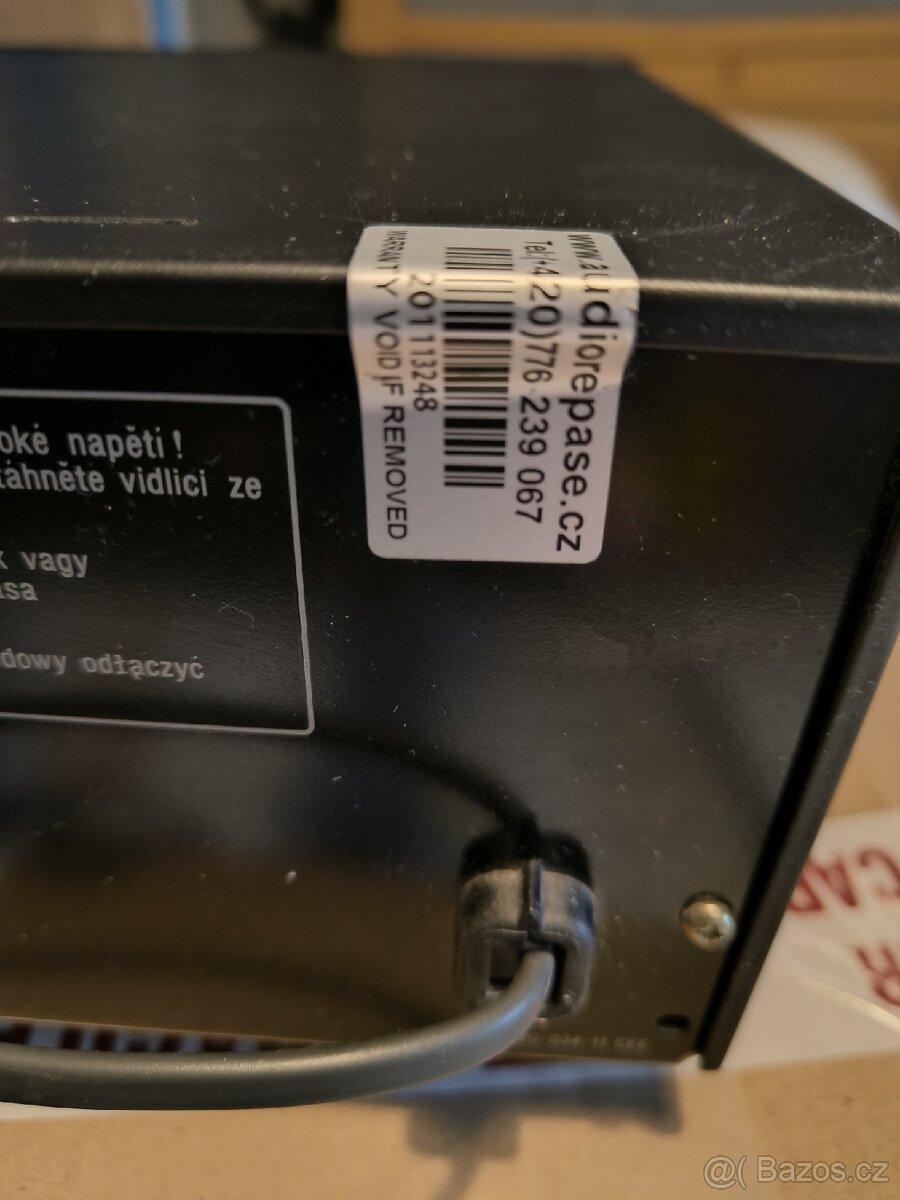 www.audiorepase.cz
Tel:(+420)776 239 067
201113248
WARRANTY VOID IF REMOVED
oké napětí!
táhněte vidlici ze
k vagy
dowy odłączyć
CAR
R
@( Bazos.cz